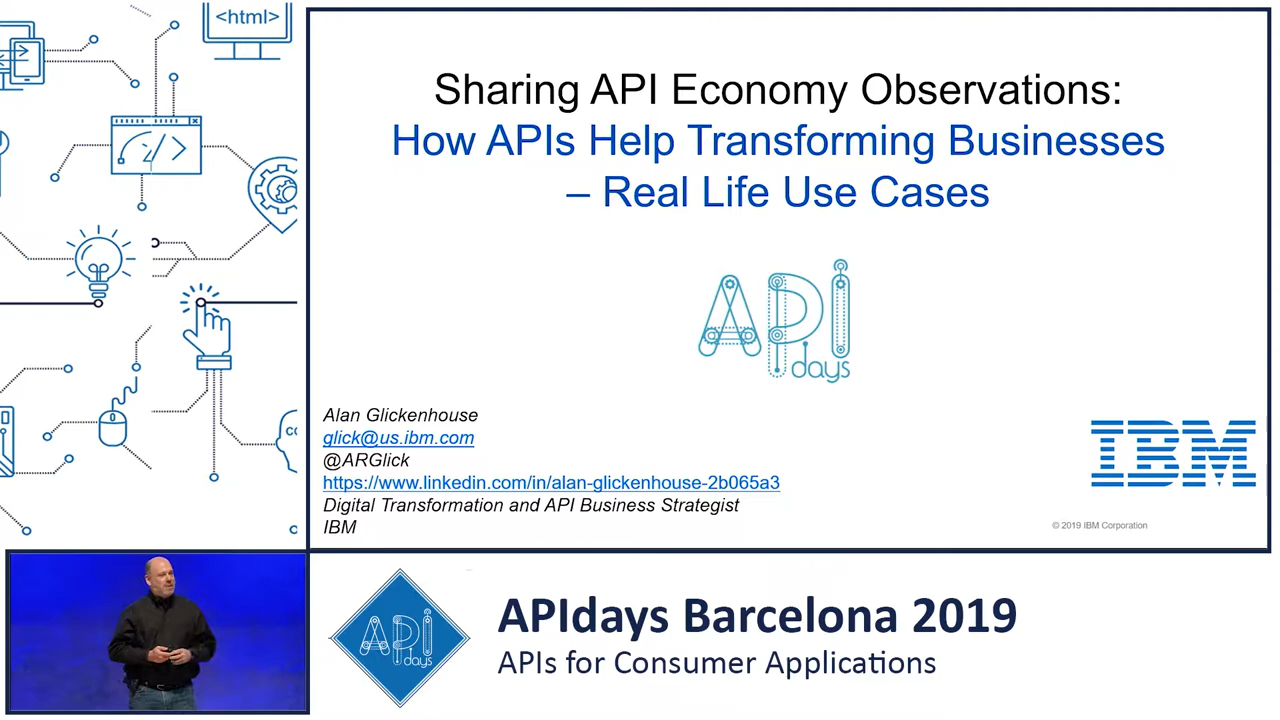 <html>
Sharing API Economy Observations:
How APIs Help Transforming Businesses
– Real Life Use Cases
API
days
Alan Glickenhouse
glick@us.ibm.com
@ARGlick
https://www.linkedin.com/in/alan-glickenhouse-2b065a3
Digital Transformation and API Business Strategist
IBM
IBM
© 2019 IBM Corporation
API
days
APIdays Barcelona 2019
APIs for Consumer Applications